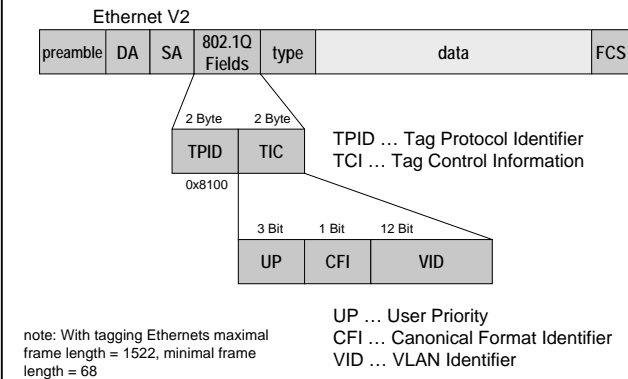 Ethernet V2
preamble DA SA 802.1Q Fields type data FCS
2 Byte 2 Byte
TPID TIC
0x8100
TPID … Tag Protocol Identifier
TCI … Tag Control Information
3 Bit 1 Bit 12 Bit
UP CFI VID
note: With tagging Ethernets maximal
frame length = 1522, minimal frame
length = 68
UP … User Priority
CFI … Canonical Format Identifier
VID … VLAN Identifier